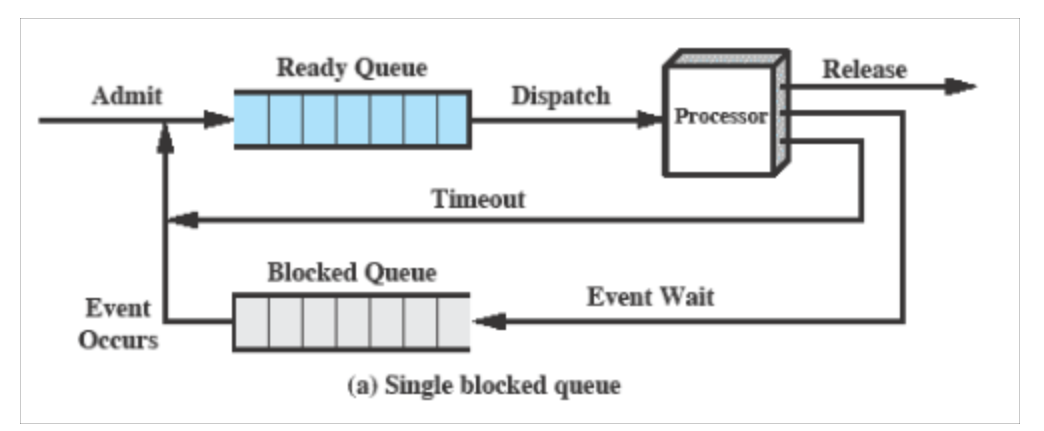 Ready Queue
Release
Admit
Dispatch
Processor
Timeout
Blocked Queue
Event Wait
Event
Occurs
(a) Single blocked queue